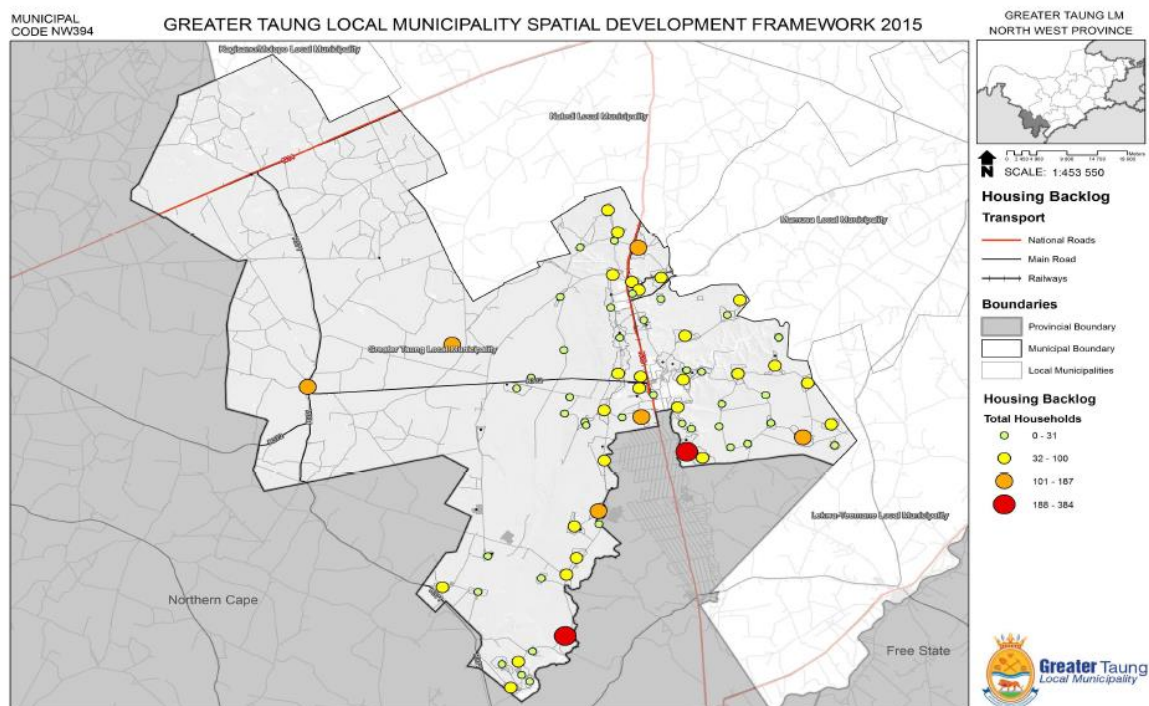 MUNICIPAL
CODE NW394
GREATER TAUNG LOCAL MUNICIPALITY SPATIAL DEVELOPMENT FRAMEWORK 2015
GREATER TAUNG LM
NORTH WEST PROVINCE
Local Municipality
Naledi Local Municipality
Mamusa Local Municipality
Greater Taung Local Municipality
Lekwa-Teemane Local Municipality
Northern Cape
Free State
Meters
SCALE: 1:453 550
N
Housing Backlog
Transport
National Roads
Main Road
Railways
Boundaries
Provincial Boundary
Municipal Boundary
Local Municipalities
Housing Backlog
Total Households
0 - 31
32 - 100
101 - 187
188 - 384
Greater Taung
Local Municipality